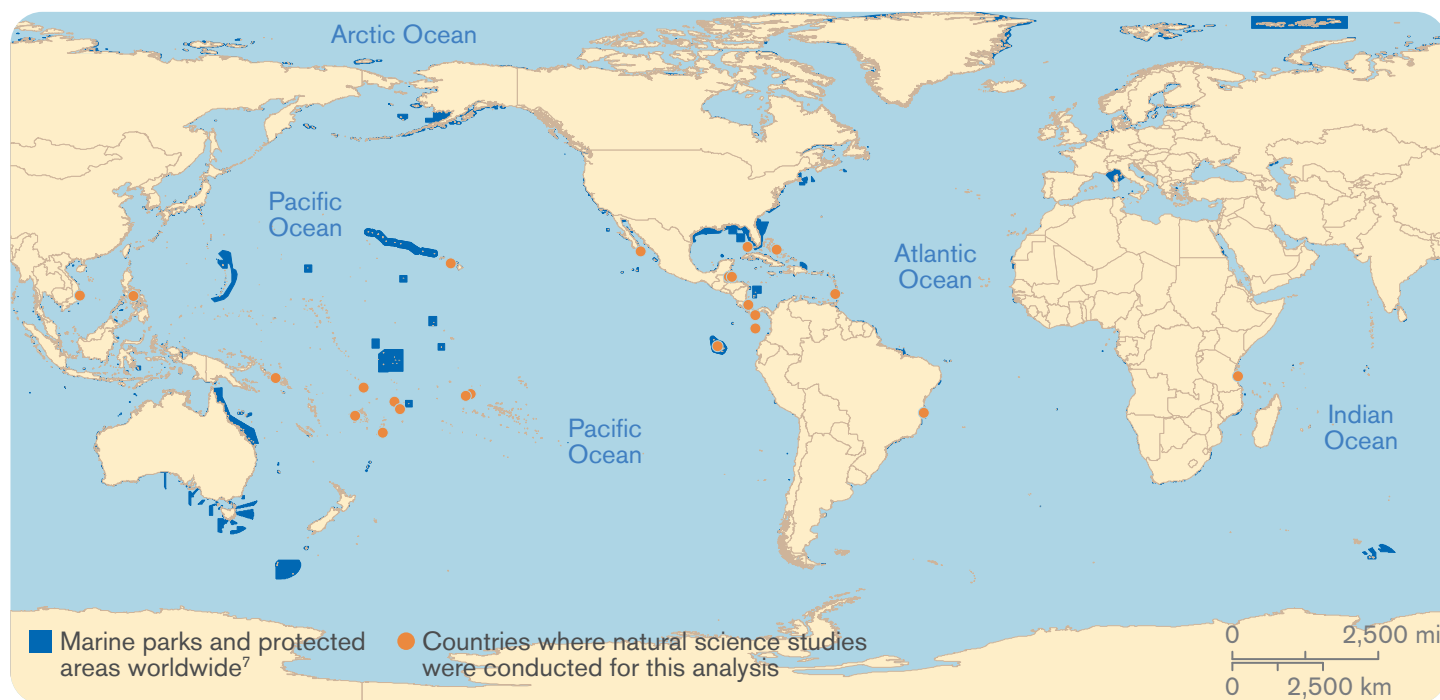 Arctic Ocean
Pacific
Ocean
Atlantic
Ocean
Pacific
Ocean
Indian
Ocean
Marine parks and protected
areas worldwide⁷
Countries where natural science studies
were conducted for this analysis
0 2,500 mi
0 2,500 km